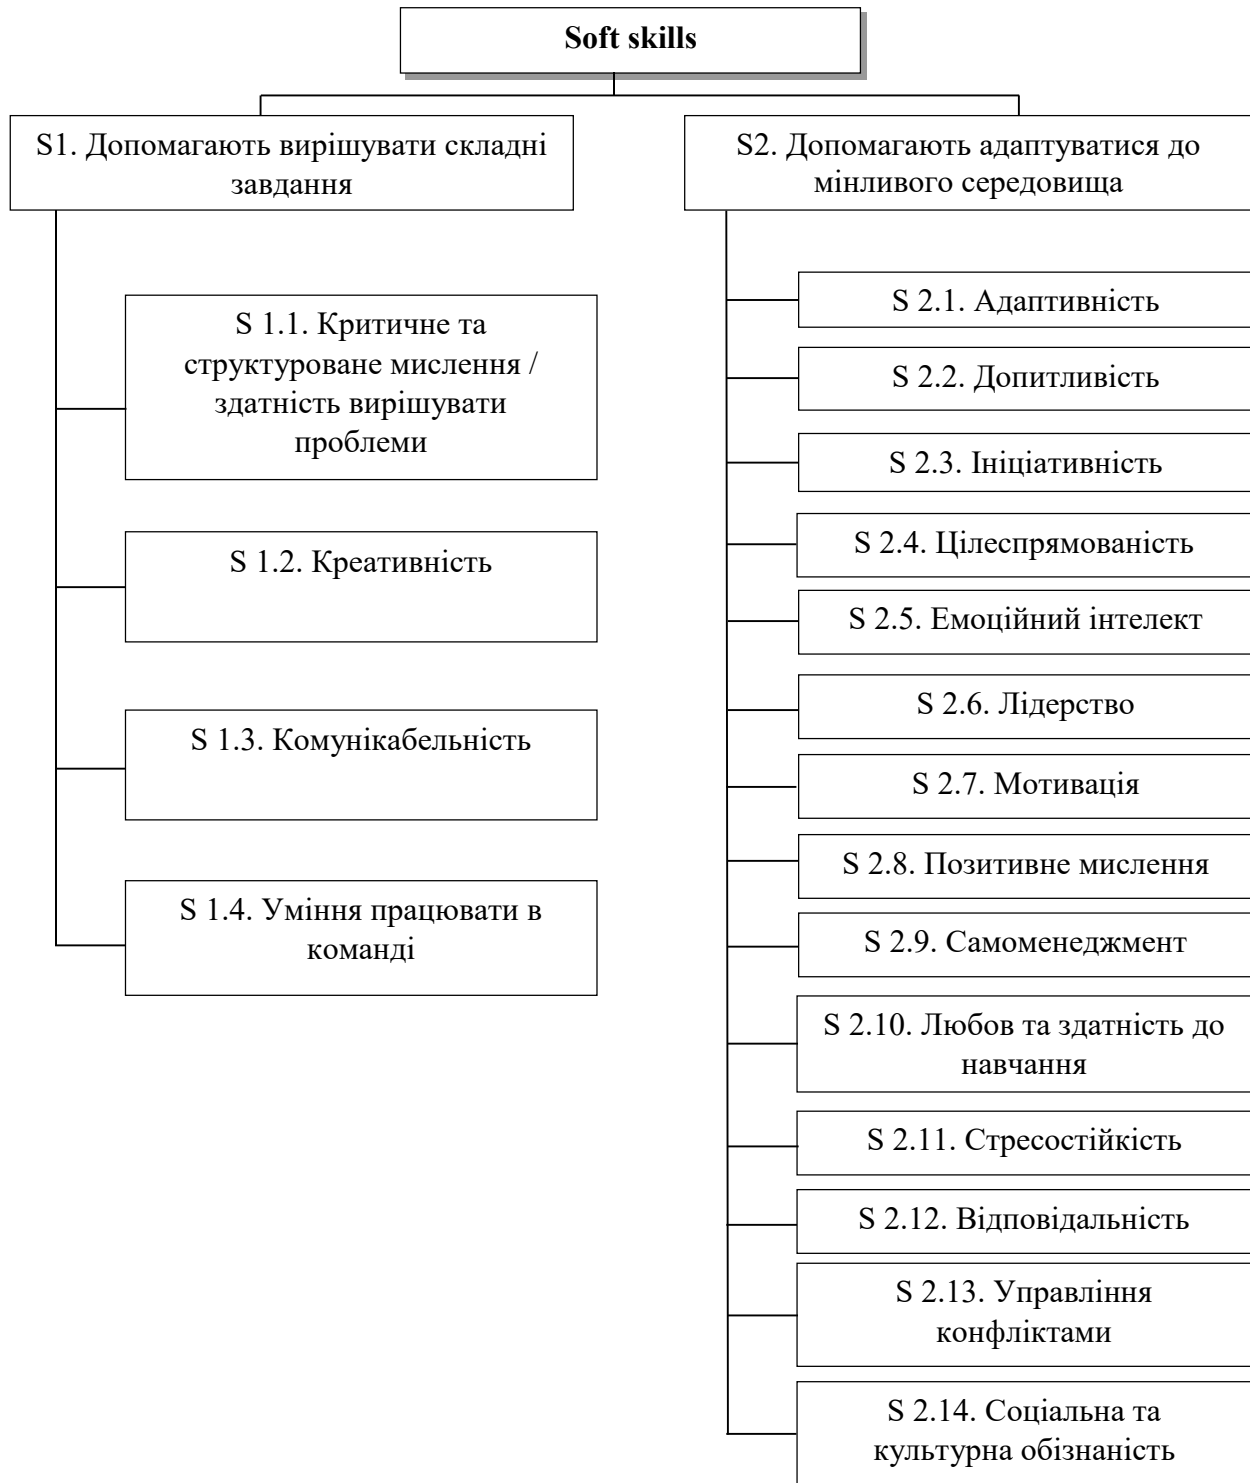 Soft skills
S1. Допомагають вирішувати складні
завдання
S 1.1. Критичне та
структуроване мислення /
здатність вирішувати
проблеми
S 1.2. Креативність
S 1.3. Комунікабельність
S 1.4. Уміння працювати в
команді
S2. Допомагають адаптуватися до
мінливого середовища
S 2.1. Адаптивність
S 2.2. Допитливість
S 2.3. Ініціативність
S 2.4. Цілеспрямованість
S 2.5. Емоційний інтелект
S 2.6. Лідерство
S 2.7. Мотивація
S 2.8. Позитивне мислення
S 2.9. Самоменеджмент
S 2.10. Любов та здатність до
навчання
S 2.11. Стресостійкість
S 2.12. Відповідальність
S 2.13. Управління
конфліктами
S 2.14. Соціальна та
культурна обізнаність